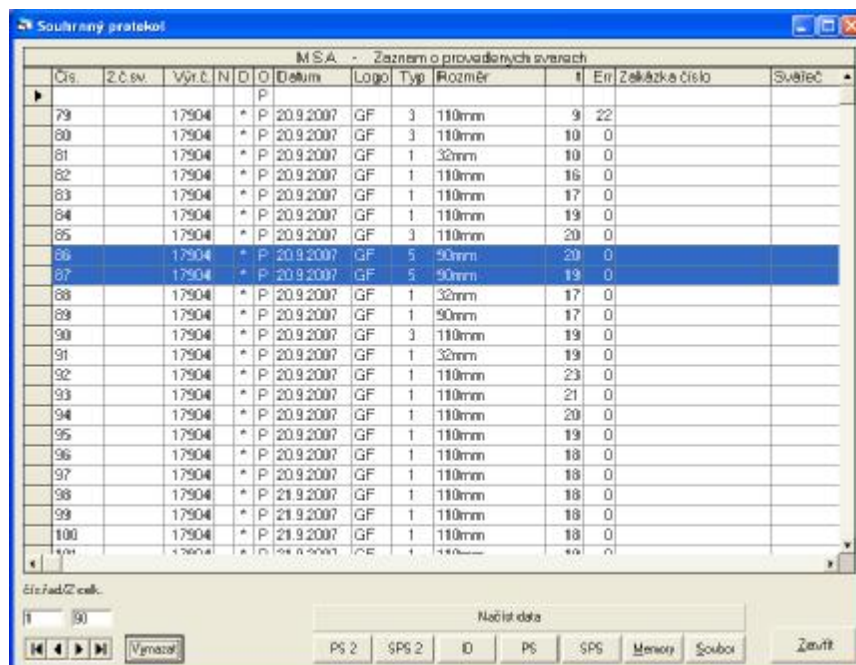 Souhrnný protokol
MSA - Zaznam o provedenych svarech
Čís. Z.č.sv. Výr.č. N D O Datum Logo Typ Rozměr t Err Zakázka číslo Svářeč
P
79 17904 * P 20.9.2007 GF 3 110mm 9 22
80 17904 * P 20.9.2007 GF 3 110mm 10 0
81 17904 * P 20.9.2007 GF 1 32mm 10 0
82 17904 * P 20.9.2007 GF 1 110mm 16 0
83 17904 * P 20.9.2007 GF 1 110mm 17 0
84 17904 * P 20.9.2007 GF 1 110mm 19 0
85 17904 * P 20.9.2007 GF 3 110mm 20 0
86 17904 * P 20.9.2007 GF 5 90mm 20 0
87 17904 * P 20.9.2007 GF 5 90mm 19 0
88 17904 * P 20.9.2007 GF 1 32mm 17 0
89 17904 * P 20.9.2007 GF 1 90mm 17 0
90 17904 * P 20.9.2007 GF 3 110mm 19 0
91 17904 * P 20.9.2007 GF 1 32mm 19 0
92 17904 * P 20.9.2007 GF 1 110mm 23 0
93 17904 * P 20.9.2007 GF 1 110mm 21 0
94 17904 * P 20.9.2007 GF 1 110mm 20 0
95 17904 * P 20.9.2007 GF 1 110mm 19 0
96 17904 * P 20.9.2007 GF 1 110mm 18 0
97 17904 * P 20.9.2007 GF 1 110mm 18 0
98 17904 * P 21.9.2007 GF 1 110mm 18 0
99 17904 * P 21.9.2007 GF 1 110mm 18 0
100 17904 * P 21.9.2007 GF 1 110mm 18 0
101 17904 * P 21.9.2007 GF 1 110mm
čís.řad/Z celk.
1 90
Načíst data
Vymazat PS 2 SPS 2 ID PS SPS Memory Soubor Zavřít